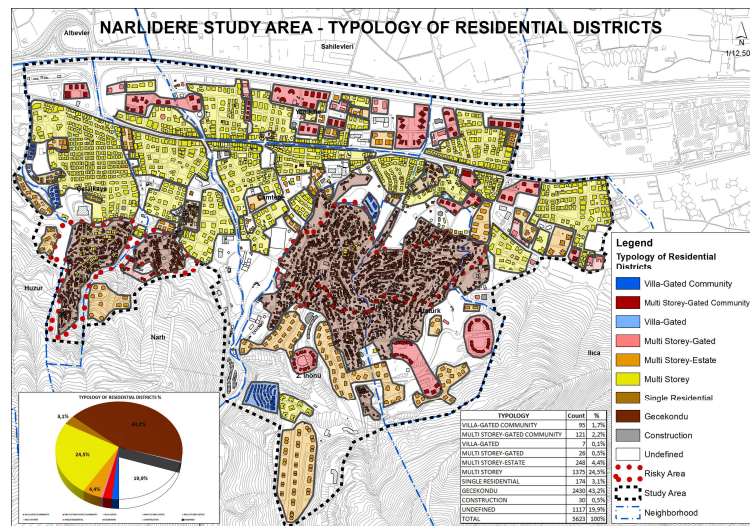 NARLIDERE STUDY AREA - TYPOLOGY OF RESIDENTIAL DISTRICTS
Altıevler
Sahilevleri
N
1/12.500
Çatalkaya
Çamtepe
Huzur
Narlı
2. İnönü
Atatürk
Ilıca
Legend
Typology of Residential
Districts
Villa-Gated Community
Multi Storey-Gated Community
Villa-Gated
Multi Storey-Gated
Multi Storey-Estate
Multi Storey
Single Residential
Gecekondu
Construction
Undefined
Risky Area
Study Area
Neighborhood
TYPOLOGY OF RESIDENTIAL DISTRICTS %
3,1%
43,2%
24,5%
4,4%
19,9%
TYPOLOGY Count %
VILLA-GATED COMMUNITY 95 1,7%
MULTI STOREY-GATED COMMUNITY 121 2,2%
VILLA-GATED 7 0,1%
MULTI STOREY-GATED 26 0,5%
MULTI STOREY-ESTATE 248 4,4%
MULTI STOREY 1375 24,5%
SINGLE RESIDENTIAL 174 3,1%
GECEKONDU 2430 43,2%
CONSTRUCTION 30 0,5%
UNDEFINED 1117 19,9%
TOTAL 5623 100%